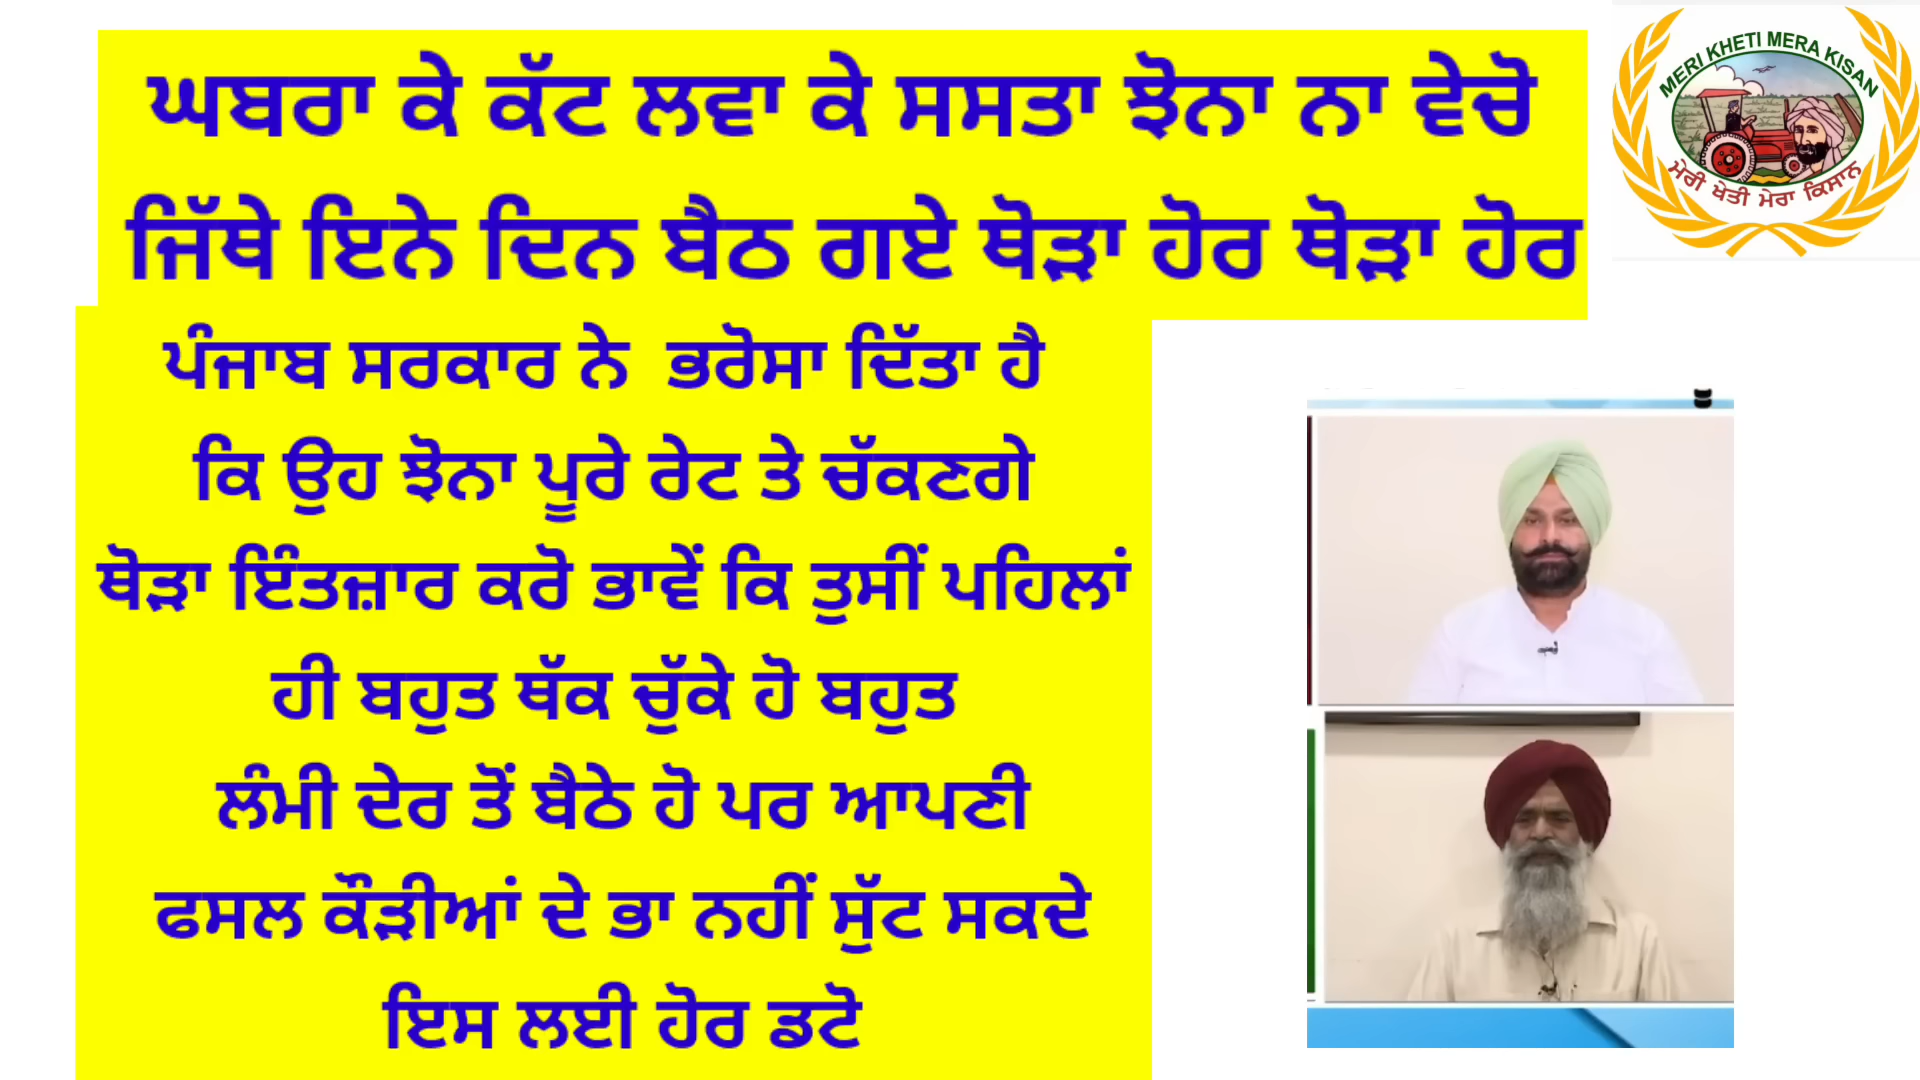 ਘਬਰਾ ਕੇ ਕੱਟ ਲਵਾ ਕੇ ਸਸਤਾ ਝੋਨਾ ਨਾ ਵੇਚੋ
ਜਿੱਥੇ ਇਨੇ ਦਿਨ ਬੈਠ ਗਏ ਥੋੜਾ ਹੋਰ ਥੋੜਾ ਹੋਰ
MERI KHETI MERA KISAN
ਮੇਰੀ ਖੇਤੀ ਮੇਰਾ ਕਿਸਾਨ
ਪੰਜਾਬ ਸਰਕਾਰ ਨੇ ਭਰੋਸਾ ਦਿੱਤਾ ਹੈ
ਕਿ ਉਹ ਝੋਨਾ ਪੂਰੇ ਰੇਟ ਤੇ ਚੱਕਣਗੇ
ਥੋੜਾ ਇੰਤਜ਼ਾਰ ਕਰੋ ਭਾਵੇਂ ਕਿ ਤੁਸੀਂ ਪਹਿਲਾਂ
ਹੀ ਬਹੁਤ ਥੱਕ ਚੁੱਕੇ ਹੋ ਬਹੁਤ
ਲੰਮੀ ਦੇਰ ਤੋਂ ਬੈਠੇ ਹੋ ਪਰ ਆਪਣੀ
ਫਸਲ ਕੌੜੀਆਂ ਦੇ ਭਾ ਨਹੀਂ ਸੁੱਟ ਸਕਦੇ
ਇਸ ਲਈ ਹੋਰ ਡਟੋ